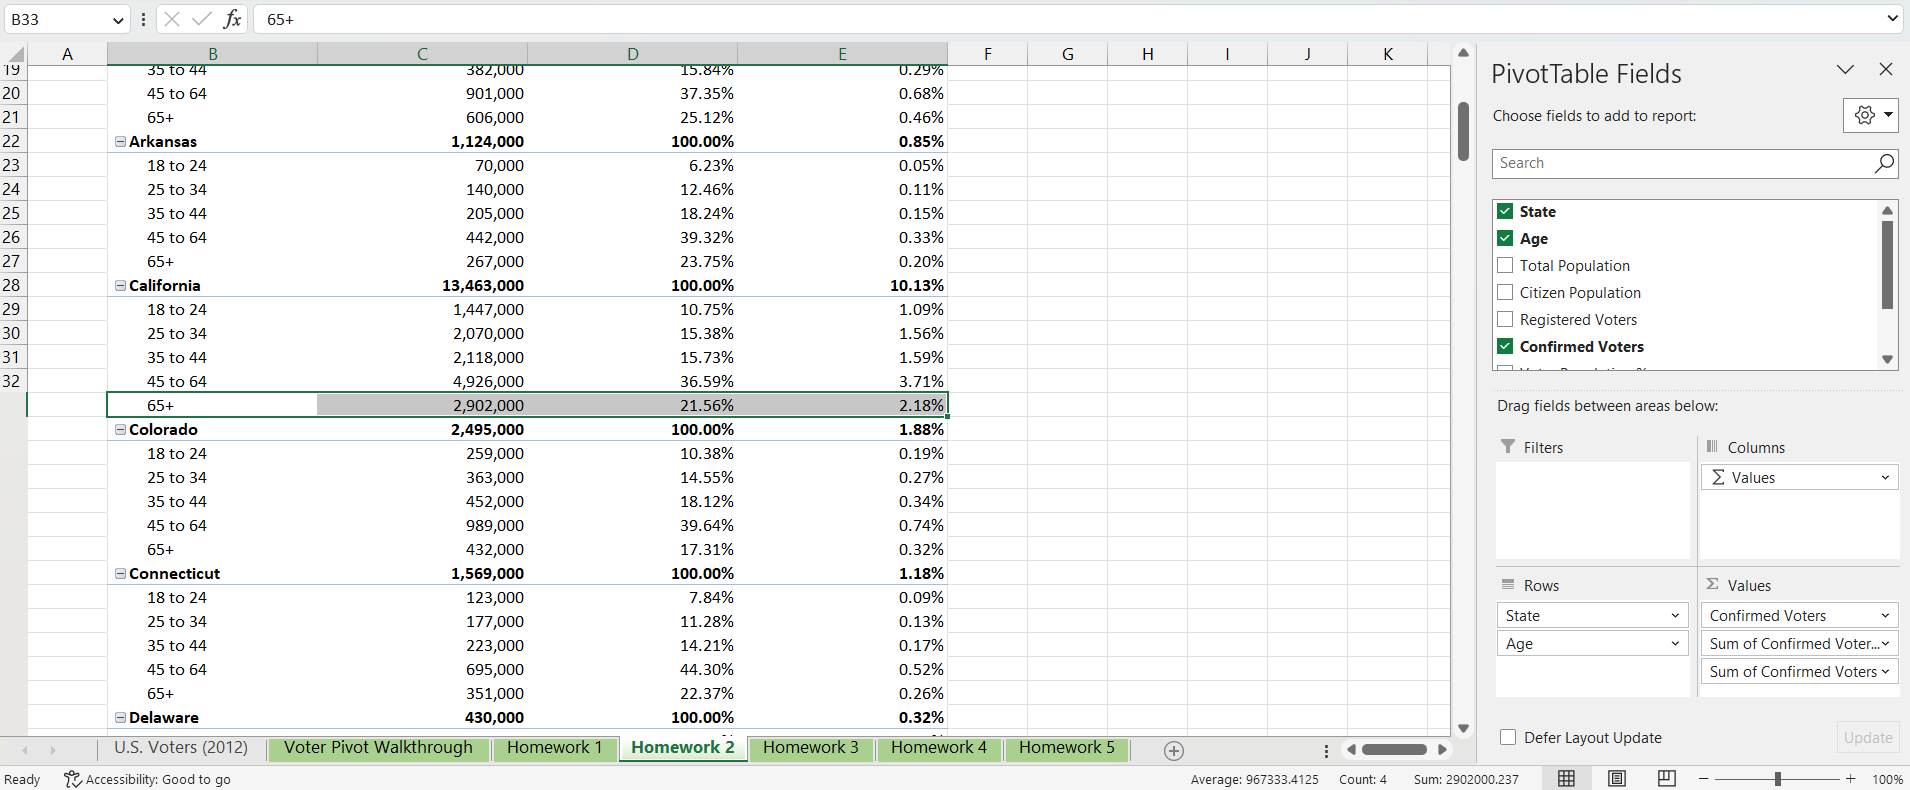 B33 fx 65+
A B C D E F G H I J K
19 35 to 44 382,000 15.84% 0.29%
20 45 to 64 901,000 37.35% 0.68%
21 65+ 606,000 25.12% 0.46%
22 Arkansas 1,124,000 100.00% 0.85%
23 18 to 24 70,000 6.23% 0.05%
24 25 to 34 140,000 12.46% 0.11%
25 35 to 44 205,000 18.24% 0.15%
26 45 to 64 442,000 39.32% 0.33%
27 65+ 267,000 23.75% 0.20%
28 California 13,463,000 100.00% 10.13%
29 18 to 24 1,447,000 10.75% 1.09%
30 25 to 34 2,070,000 15.38% 1.56%
31 35 to 44 2,118,000 15.73% 1.59%
32 45 to 64 4,926,000 36.59% 3.71%
65+ 2,902,000 21.56% 2.18%
Colorado 2,495,000 100.00% 1.88%
18 to 24 259,000 10.38% 0.19%
25 to 34 363,000 14.55% 0.27%
35 to 44 452,000 18.12% 0.34%
45 to 64 989,000 39.64% 0.74%
65+ 432,000 17.31% 0.32%
Connecticut 1,569,000 100.00% 1.18%
18 to 24 123,000 7.84% 0.09%
25 to 34 177,000 11.28% 0.13%
35 to 44 223,000 14.21% 0.17%
45 to 64 695,000 44.30% 0.52%
65+ 351,000 22.37% 0.26%
Delaware 430,000 100.00% 0.32%
PivotTable Fields
Choose fields to add to report:
Search
State
Age
Total Population
Citizen Population
Registered Voters
Confirmed Voters
Drag fields between areas below:
Filters
Columns
Σ Values
Rows
State
Age
Σ Values
Confirmed Voters
Sum of Confirmed Voter...
Sum of Confirmed Voters
Defer Layout Update
Update
U.S. Voters (2012) Voter Pivot Walkthrough Homework 1 Homework 2 Homework 3 Homework 4 Homework 5
Ready Accessibility: Good to go Average: 967333.4125 Count: 4 Sum: 2902000.237 100%